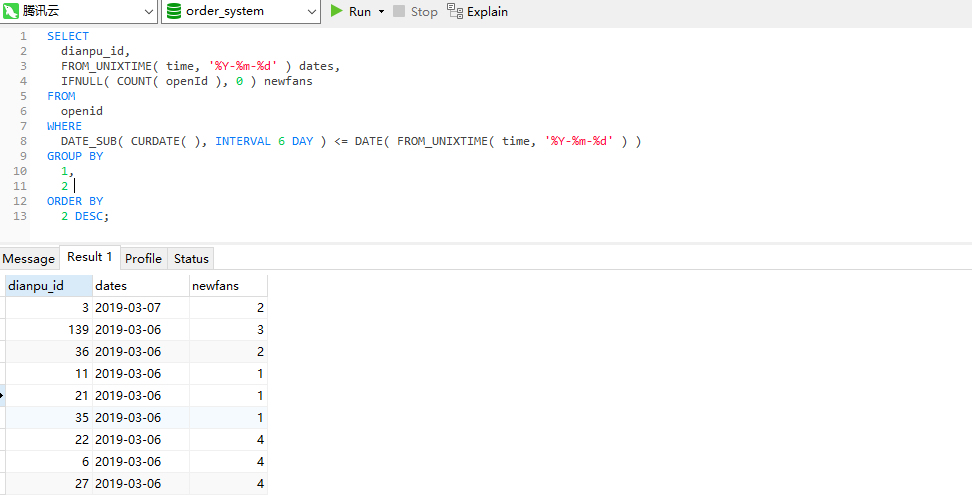 腾讯云 order_system Run Stop Explain
1 SELECT
2 dianpu_id,
3 FROM_UNIXTIME( time, '%Y-%m-%d' ) dates,
4 IFNULL( COUNT( openId ), 0 ) newfans
5 FROM
6 openid
7 WHERE
8 DATE_SUB( CURDATE( ), INTERVAL 6 DAY ) <= DATE( FROM_UNIXTIME( time, '%Y-%m-%d' ) )
9 GROUP BY
10 1,
11 2
12 ORDER BY
13 2 DESC;
Message Result 1 Profile Status
dianpu_id dates newfans
3 2019-03-07 2
139 2019-03-06 3
36 2019-03-06 2
11 2019-03-06 1
21 2019-03-06 1
35 2019-03-06 1
22 2019-03-06 4
6 2019-03-06 4
27 2019-03-06 4